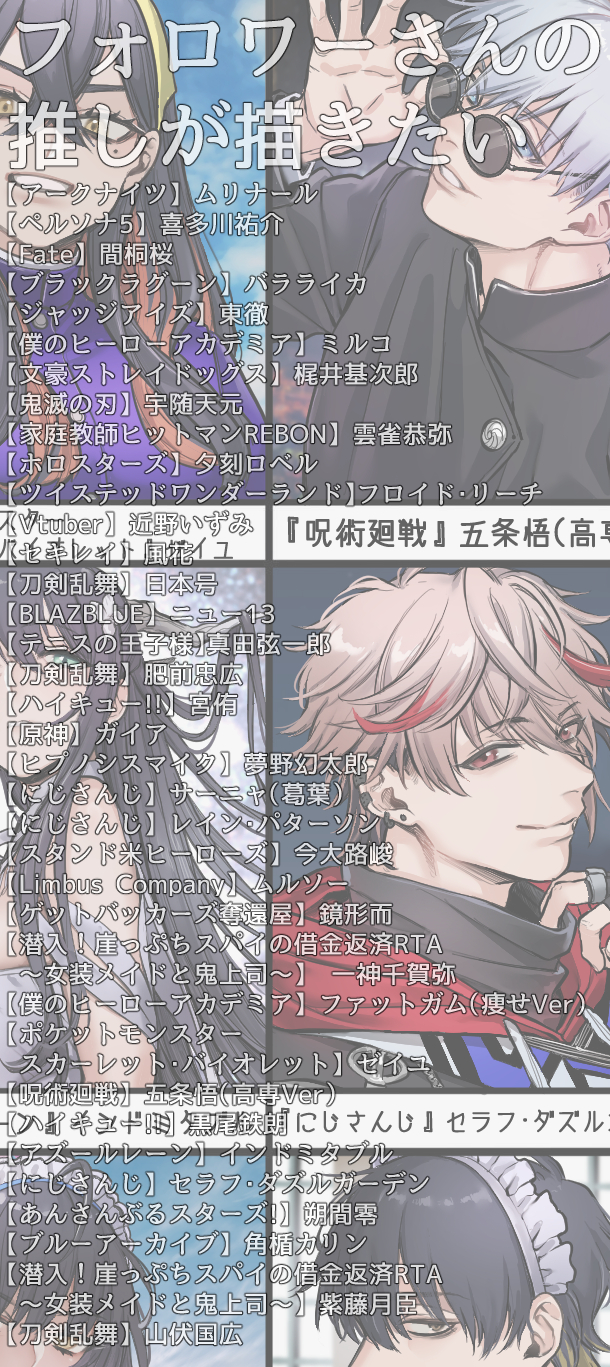 フォロワーさんの
推しが描きたい
【アークナイツ】ムリナール
【ペルソナ5】喜多川祐介
【Fate】間桐桜
【ブラックラグーン】バラライカ
【ジャッジアイズ】東徹
【僕のヒーローアカデミア】ミルコ
【文豪ストレイドッグス】梶井基次郎
【鬼滅の刃】宇随天元
【家庭教師ヒットマンREBON】雲雀恭弥
【ホロスターズ】夕刻ロベル
【ツイステッドワンダーランド】フロイド・リーチ
【Vtuber】近野いずみ
『呪術廻戦』五条悟(高専
【セキレイ】風花
【刀剣乱舞】日本号
【BLAZBLUE】ニュー13
【テニスの王子様】真田弦一郎
【刀剣乱舞】肥前忠広
【ハイキュー!!】宮侑
【原神】ガイア
【ヒプノシスマイク】夢野幻太郎
【にじさんじ】サーニャ(葛葉)
【にじさんじ】レイン・パターソン
【スタンド米ヒーローズ】今大路峻
【Limbus Company】ムルソー
【ゲットバッカーズ奪還屋】鏡形而
【潜入！崖っぷちスパイの借金返済RTA
～女装メイドと鬼上司～】 一神千賀弥
【僕のヒーローアカデミア】ファットガム(痩せVer)
【ポケットモンスター
スカーレット・バイオレット】ゼイユ
【呪術廻戦】五条悟(高専Ver)
【ハイキュー!!】黒尾鉄朗
『にじさんじ』セラフ・ダズル
【アズールレーン】インドミタブル
【にじさんじ】セラフ・ダズルガーデン
【あんさんぶるスターズ!】朔間零
【ブルーアーカイブ】角楯カリン
【潜入！崖っぷちスパイの借金返済RTA
～女装メイドと鬼上司～】紫藤月臣
【刀剣乱舞】山伏国広